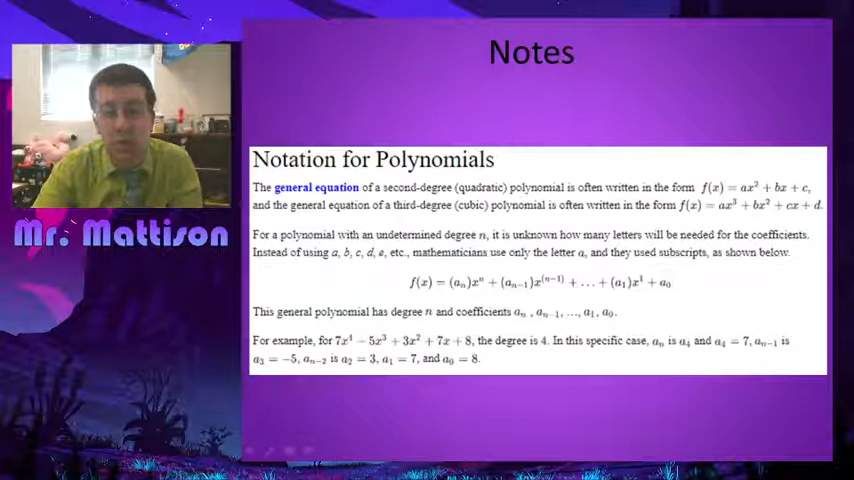 Notes
Mr. Mattison
Notation for Polynomials
The general equation of a second-degree (quadratic) polynomial is often written in the form f(x) = ax² + bx + c,
and the general equation of a third-degree (cubic) polynomial is often written in the form f(x) = ax³ + bx² + cx + d.
For a polynomial with an undetermined degree n, it is unknown how many letters will be needed for the coefficients.
Instead of using a, b, c, d, e, etc., mathematicians use only the letter a, and they used subscripts, as shown below.
f(x) = (aₙ)xⁿ + (aₙ₋₁)x⁽ⁿ⁻¹⁾ + … + (a₁)x¹ + a₀
This general polynomial has degree n and coefficients aₙ , aₙ₋₁, …, a₁, a₀.
For example, for 7x⁴ − 5x³ + 3x² + 7x + 8, the degree is 4. In this specific case, aₙ is a₄ and a₄ = 7, aₙ₋₁ is
a₃ = −5, aₙ₋₂ is a₂ = 3, a₁ = 7, and a₀ = 8.